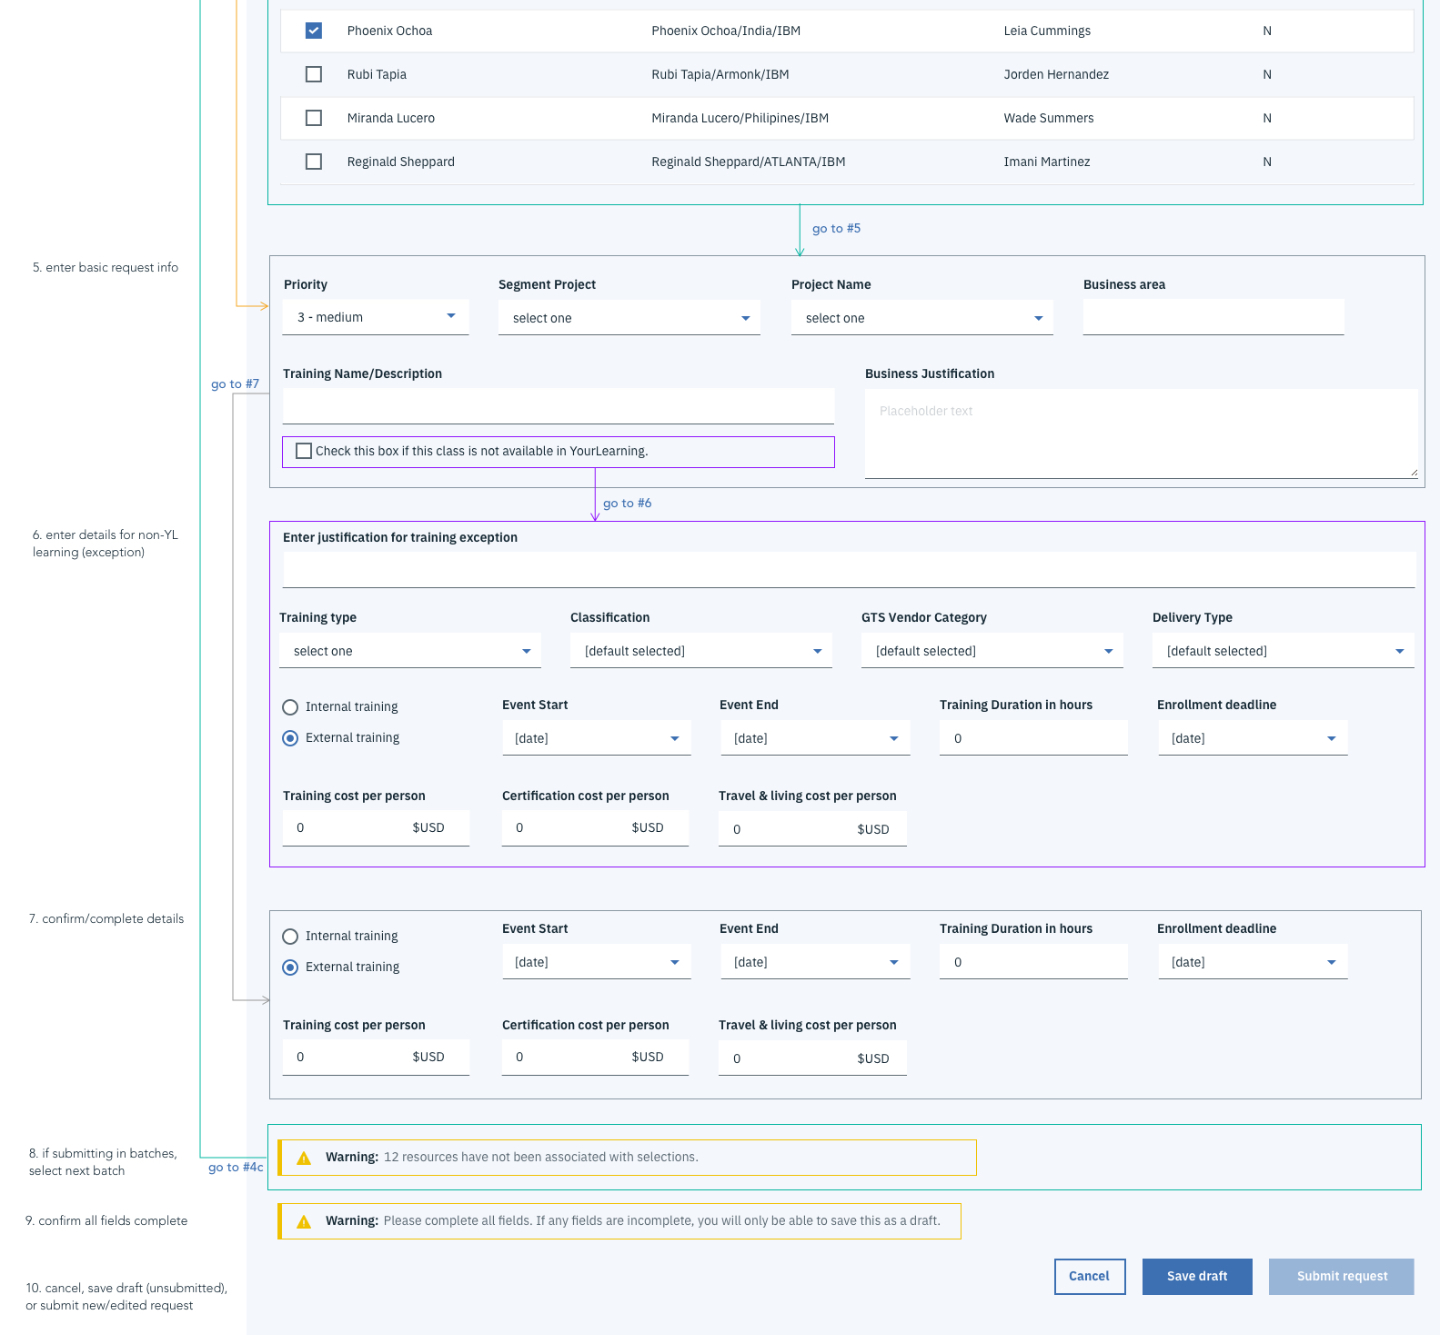 Phoenix Ochoa Phoenix Ochoa/India/IBM Leia Cummings N
Rubi Tapia Rubi Tapia/Armonk/IBM Jorden Hernandez N
Miranda Lucero Miranda Lucero/Philipines/IBM Wade Summers N
Reginald Sheppard Reginald Sheppard/ATLANTA/IBM Imani Martinez N
go to #5
5. enter basic request info
Priority Segment Project Project Name Business area
3 - medium select one select one
go to #7
Training Name/Description Business Justification
Placeholder text
Check this box if this class is not available in YourLearning.
go to #6
6. enter details for non-YL
learning (exception)
Enter justification for training exception
Training type Classification GTS Vendor Category Delivery Type
select one [default selected] [default selected] [default selected]
Internal training Event Start Event End Training Duration in hours Enrollment deadline
External training [date] [date] 0 [date]
Training cost per person Certification cost per person Travel & living cost per person
0 $USD 0 $USD 0 $USD
7. confirm/complete details
Internal training Event Start Event End Training Duration in hours Enrollment deadline
External training [date] [date] 0 [date]
Training cost per person Certification cost per person Travel & living cost per person
0 $USD 0 $USD 0 $USD
8. if submitting in batches,
select next batch
go to #4c
Warning: 12 resources have not been associated with selections.
9. confirm all fields complete
Warning: Please complete all fields. If any fields are incomplete, you will only be able to save this as a draft.
10. cancel, save draft (unsubmitted),
or submit new/edited request
Cancel Save draft Submit request